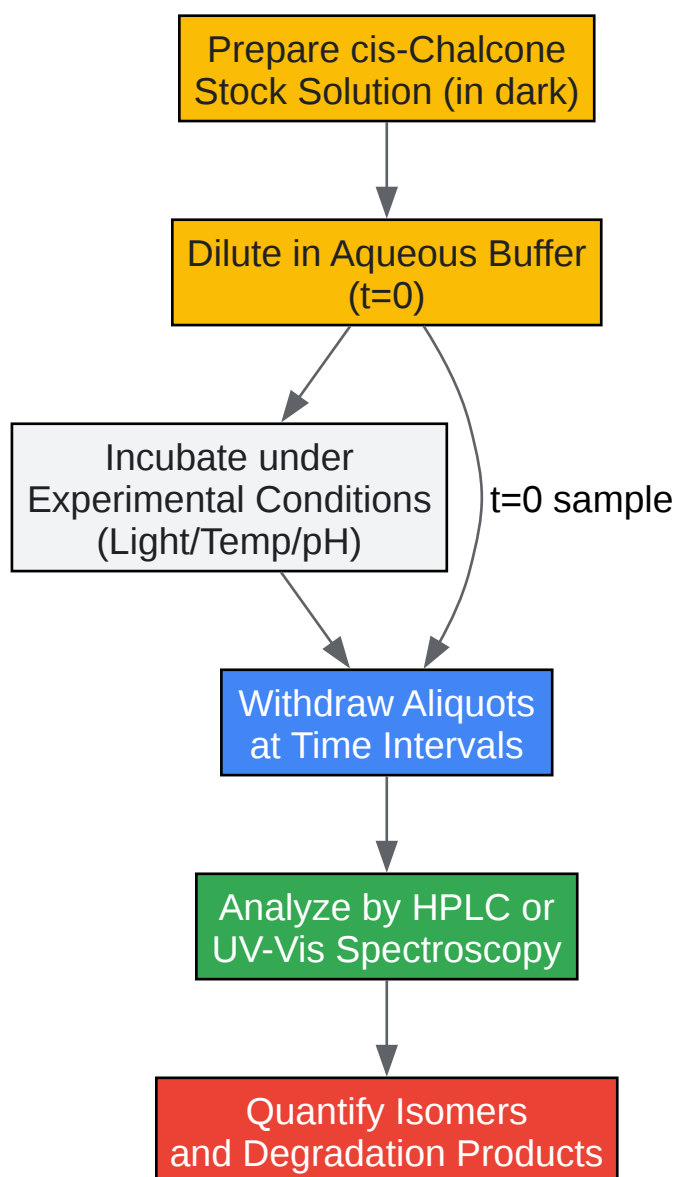 Prepare cis-Chalcone
Stock Solution (in dark)
Dilute in Aqueous Buffer
(t=0)
Incubate under
Experimental Conditions
(Light/Temp/pH)
t=0 sample
Withdraw Aliquots
at Time Intervals
Analyze by HPLC or
UV-Vis Spectroscopy
Quantify Isomers
and Degradation Products